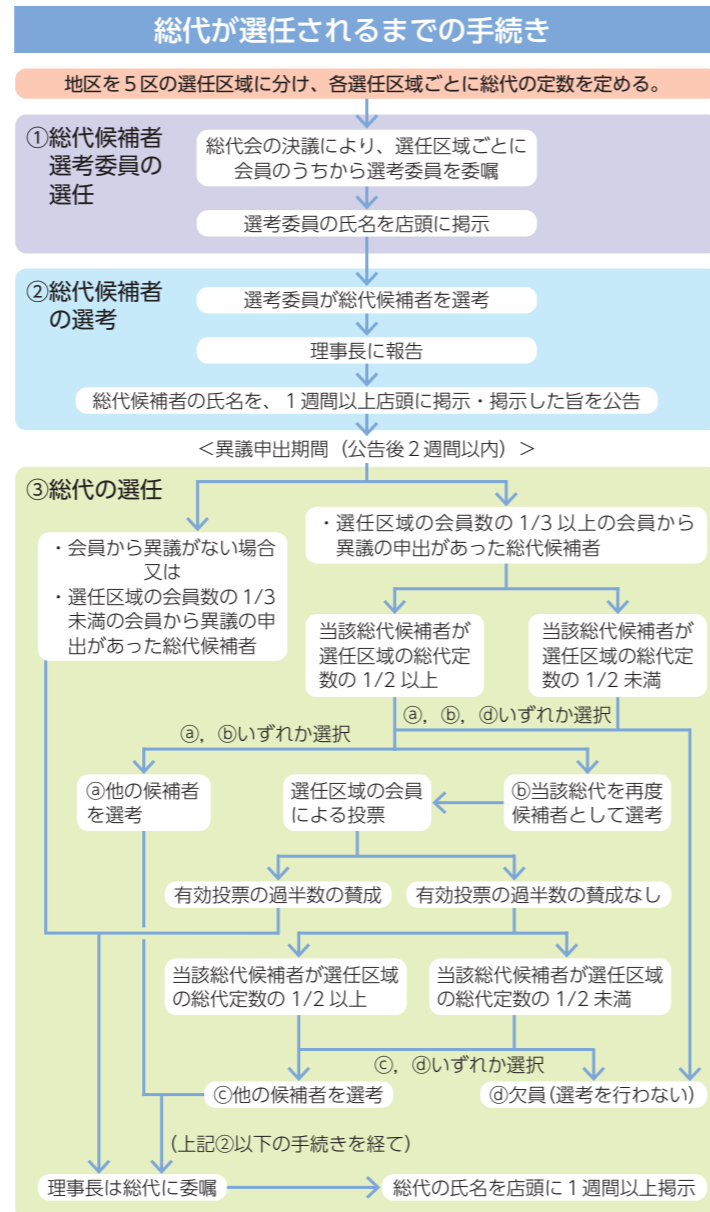 総代が選任されるまでの手続き
地区を5区の選任区域に分け、各選任区域ごとに総代の定数を定める。
①総代候補者
選考委員の
選任
総代会の決議により、選任区域ごとに
会員のうちから選考委員を委嘱
選考委員の氏名を店頭に掲示
②総代候補者
の選考
選考委員が総代候補者を選考
理事長に報告
総代候補者の氏名を、1週間以上店頭に掲示・掲示した旨を公告
＜異議申出期間（公告後2週間以内）＞
③総代の選任
・会員から異議がない場合
又は
・選任区域の会員数の1/3
未満の会員から異議の申
出があった総代候補者
・選任区域の会員数の1/3以上の会員から
異議の申出があった総代候補者
当該総代候補者が
選任区域の総代定
数の1/2以上
当該総代候補者が
選任区域の総代定
数の1/2未満
ⓐ，ⓑ，ⓓいずれか選択
ⓐ，ⓑいずれか選択
ⓐ他の候補者
を選考
選任区域の会員
による投票
ⓑ当該総代を再度
候補者として選考
有効投票の過半数の賛成
有効投票の過半数の賛成なし
当該総代候補者が選任区域
の総代定数の1/2以上
当該総代候補者が選任区域
の総代定数の1/2未満
ⓒ，ⓓいずれか選択
ⓒ他の候補者を選考
ⓓ欠員（選考を行わない）
（上記②以下の手続きを経て）
理事長は総代に委嘱
総代の氏名を店頭に1週間以上掲示